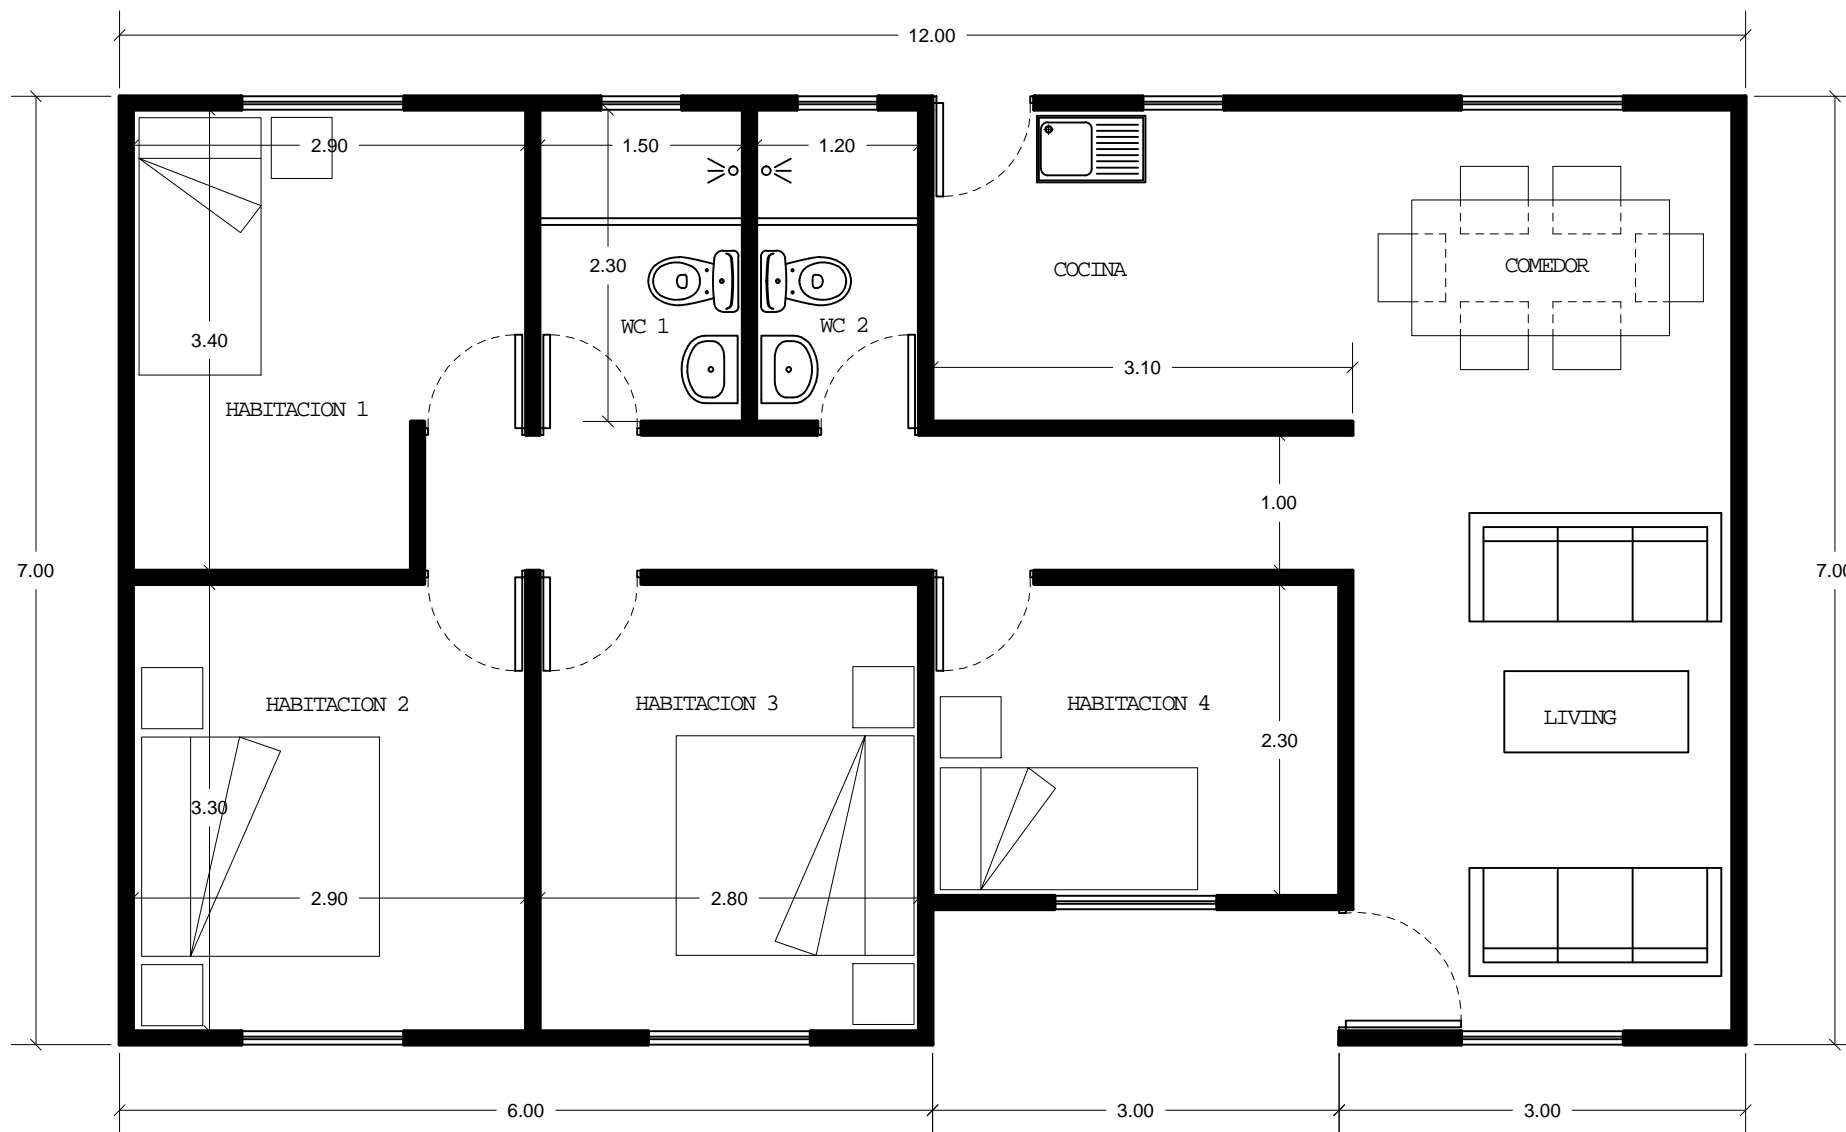 12.00
2.90
1.50
1.20
2.30
COCINA
COMEDOR
WC 1
WC 2
3.40
3.10
HABITACION 1
1.00
7.00
7.00
HABITACION 2
HABITACION 3
HABITACION 4
LIVING
2.30
3.30
2.90
2.80
6.00
3.00
3.00